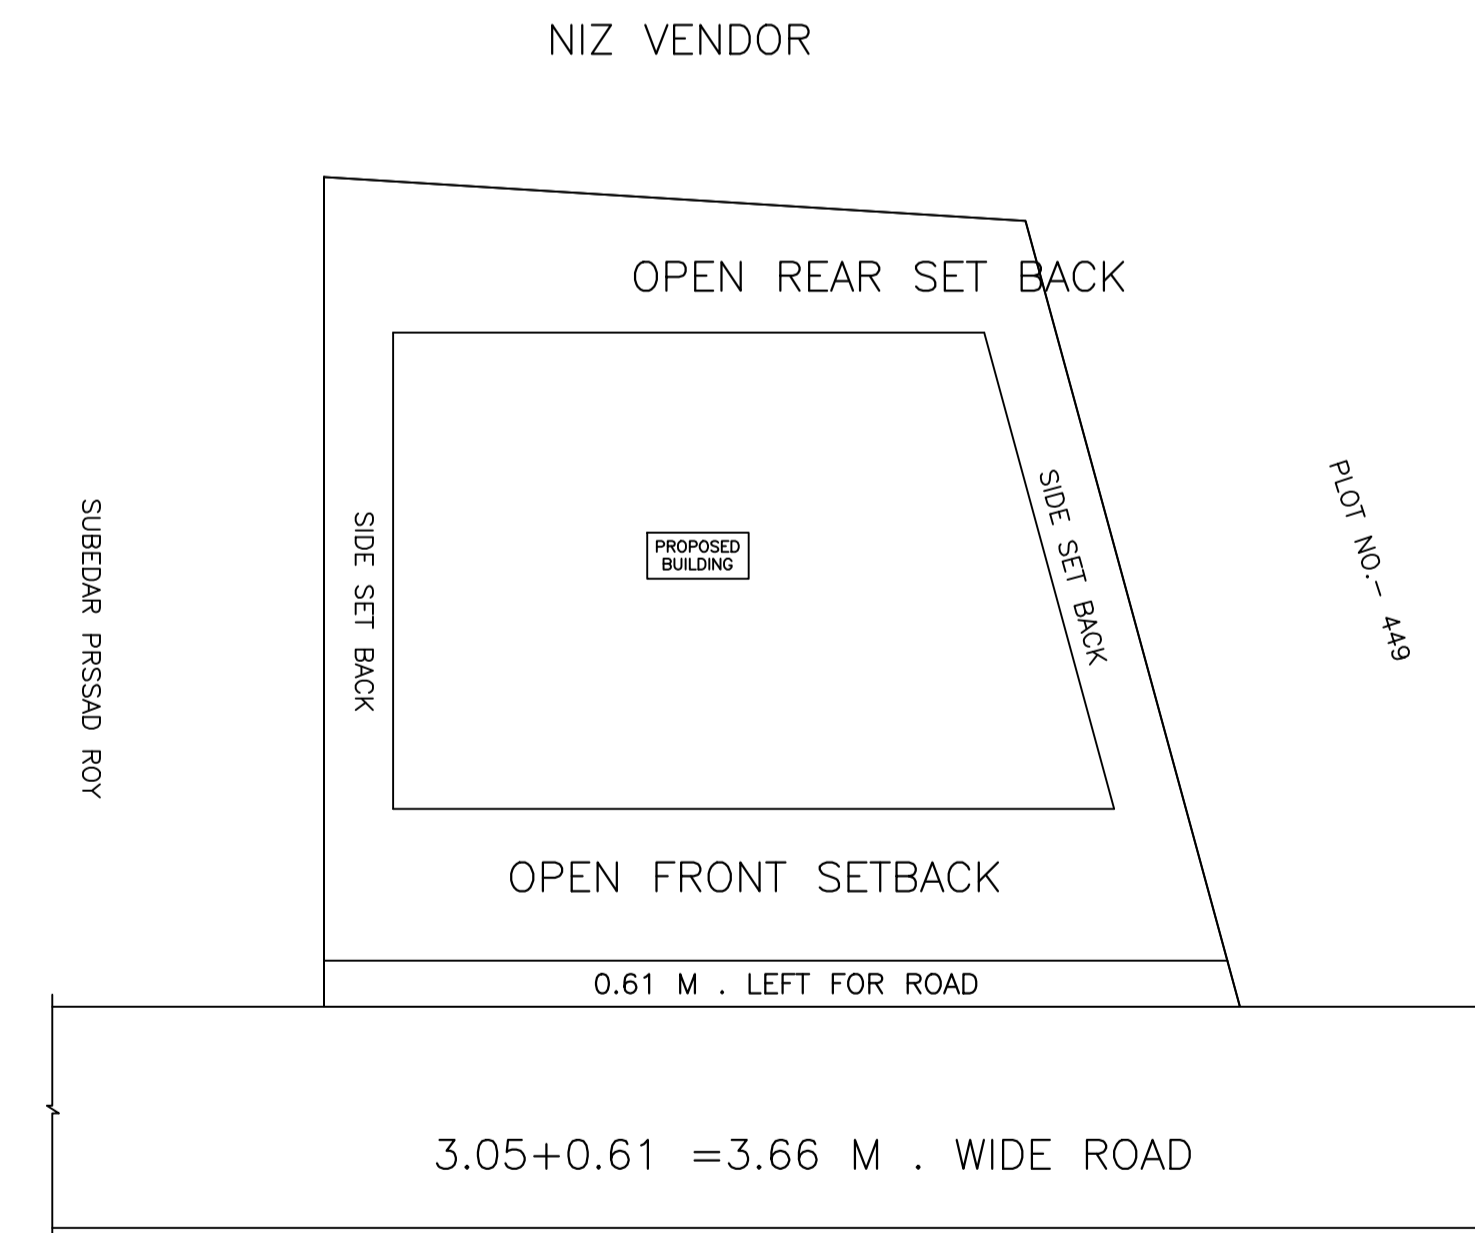 NIZ VENDOR
OPEN REAR SET BACK
SUBEDAR PRSSAD ROY
SIDE SET BACK
PROPOSED
BUILDING
SIDE SET BACK
PLOT NO.- 449
OPEN FRONT SETBACK
0.61 M . LEFT FOR ROAD
3.05+0.61 =3.66 M . WIDE ROAD